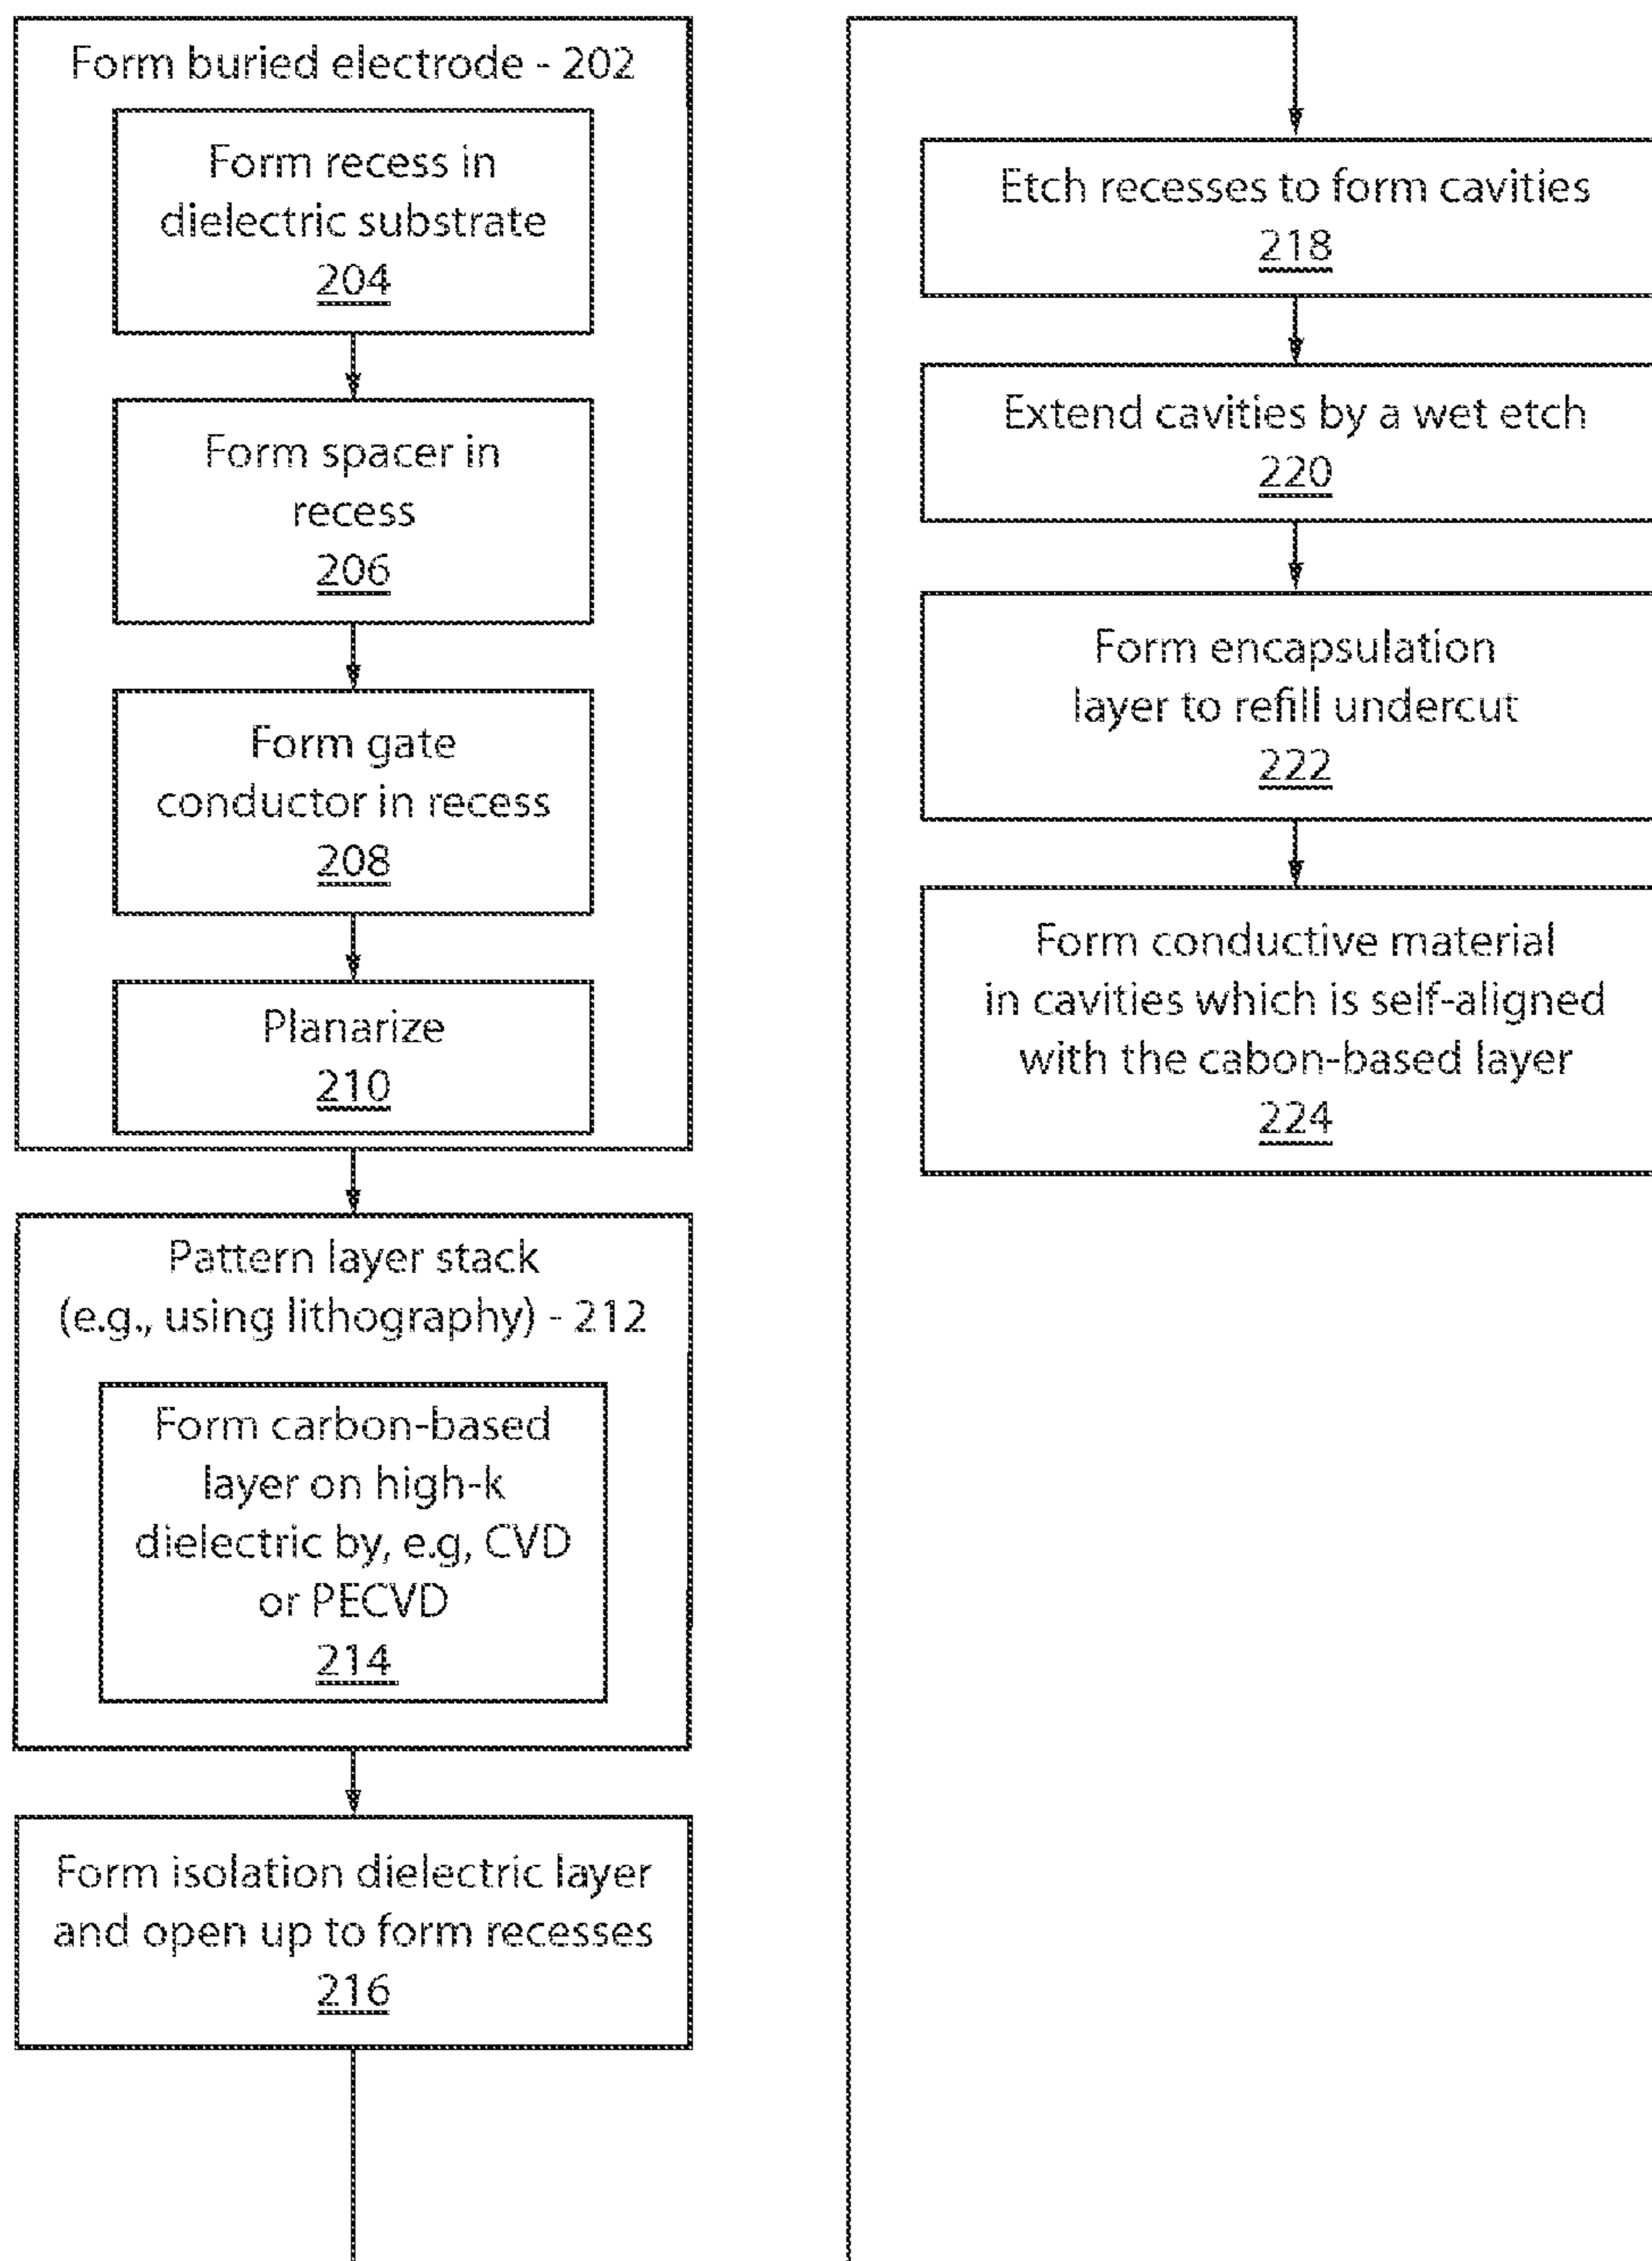 Form buried electrode - 202
Form recess in
dielectric substrate
204
Form spacer in
recess
206
Form gate
conductor in recess
208
Planarize
210
Pattern layer stack
(e.g., using lithography) - 212
Form carbon-based
layer on high-k
dielectric by, e.g, CVD
or PECVD
214
Form isolation dielectric layer
and open up to form recesses
216
Etch recesses to form cavities
218
Extend cavities by a wet etch
220
Form encapsulation
layer to refill undercut
222
Form conductive material
in cavities which is self-aligned
with the cabon-based layer
224